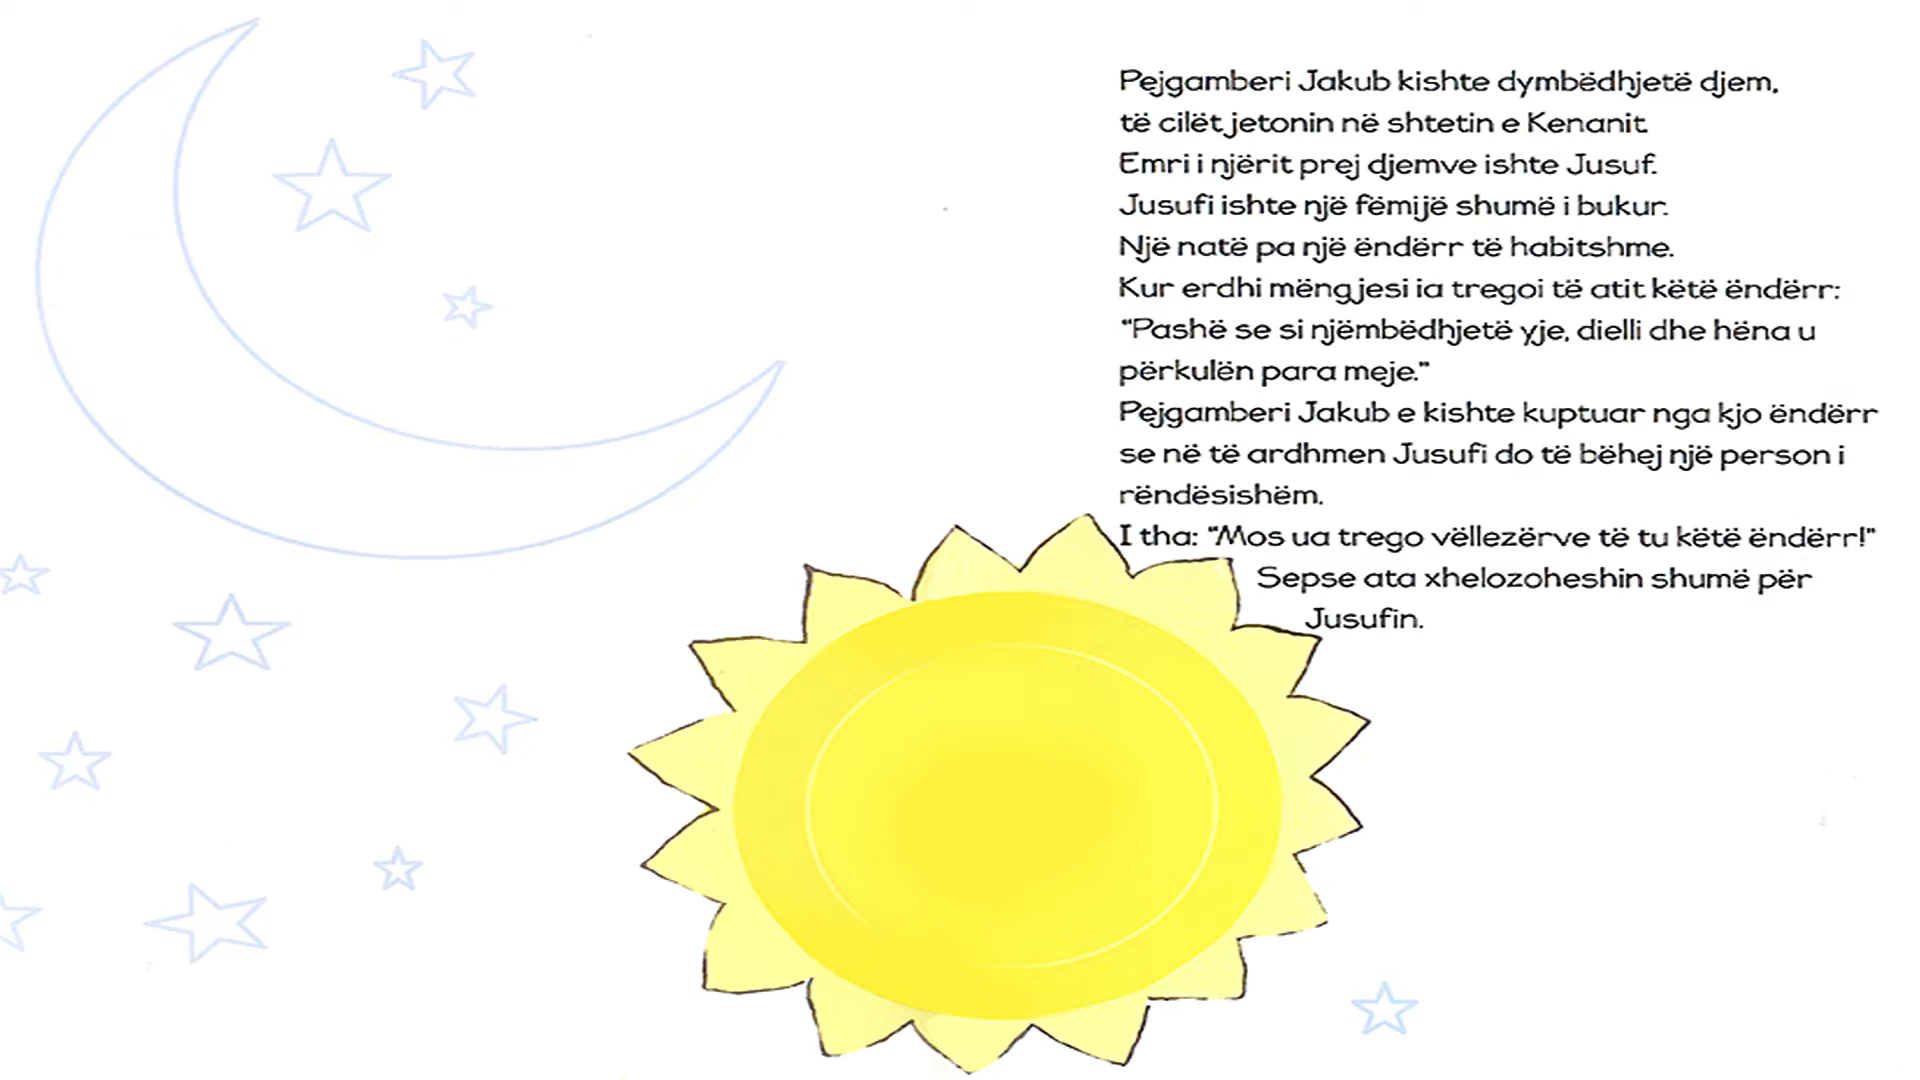 Pejgamberi Jakub kishte dymbëdhjetë djem,
të cilët jetonin në shtetin e Kenanit.
Emri i njërit prej djemve ishte Jusuf.
Jusufi ishte një fëmijë shumë i bukur.
Një natë pa një ëndërr të habitshme.
Kur erdhi mëngjesi ia tregoi të atit këtë ëndërr:
"Pashë se si njëmbëdhjetë yje, dielli dhe hëna u
përkulën para meje."
Pejgamberi Jakub e kishte kuptuar nga kjo ëndërr
se në të ardhmen Jusufi do të bëhej një person i
rëndësishëm.
I tha: "Mos ua trego vëllezërve të tu këtë ëndërr!"
Sepse ata xhelozoheshin shumë për
Jusufin.